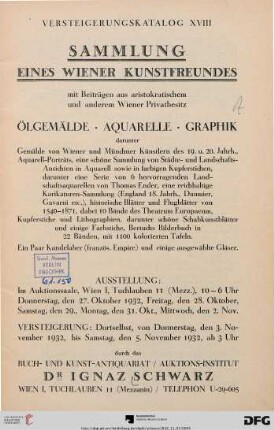 VERSTEIGERUNGSKATALOG XVIII
SAMMLUNG
EINES WIENER KUNSTFREUNDES
mit Beiträgen aus aristokratischem
und anderem Wiener Privatbesitz
ÖLGEMÄLDE · AQUARELLE · GRAPHIK
darunter
Gemälde von Wiener und Münchner Künstlern des 19. u. 20. Jahrh.,
Aquarell-Porträts, eine schöne Sammlung von Städte- und Landschafts-
Ansichten in Aquarell sowie in farbigen Kupferstichen,
darunter eine Serie von 6 hervorragenden Land-
schaftsaquarellen von Thomas Ender, eine reichhaltige
Karikaturen-Sammlung (England 18. Jahrh., Daumier,
Gavarni etc.), historische Blätter und Flugblätter von
1540–1871, dabei 10 Bände des Theatrum Europaeum,
Kupferstiche und Lithographien, darunter schöne Schabkunstblätter
und einige Farbstiche, Bertuchs Bilderbuch in
22 Bänden, mit 1100 kolorierten Tafeln.
Ein Paar Kandelaber (französ. Empire) und einige ausgewählte Gläser.
Staatl. Museen
BERLIN
AUSSTELLUNG:
Im Auktionssaale, Wien I, Tuchlauben 11 (Mezz.), 10–6 Uhr
Donnerstag, den 27. Oktober 1932, Freitag, den 28. Oktober,
Samstag, den 29., Montag, den 31. Okt., Mittwoch, den 2. Nov.
VERSTEIGERUNG: Dortselbst, von Donnerstag, den 3. No-
vember 1932, bis Samstag, den 5. November 1932, ab 3 Uhr
durch das
BUCH- UND KUNST-ANTIQUARIAT / AUKTIONS-INSTITUT
DR IGNAZ SCHWARZ
WIEN I, TUCHLAUBEN 11 (Mezzanin) / TELEPHON U-29-605